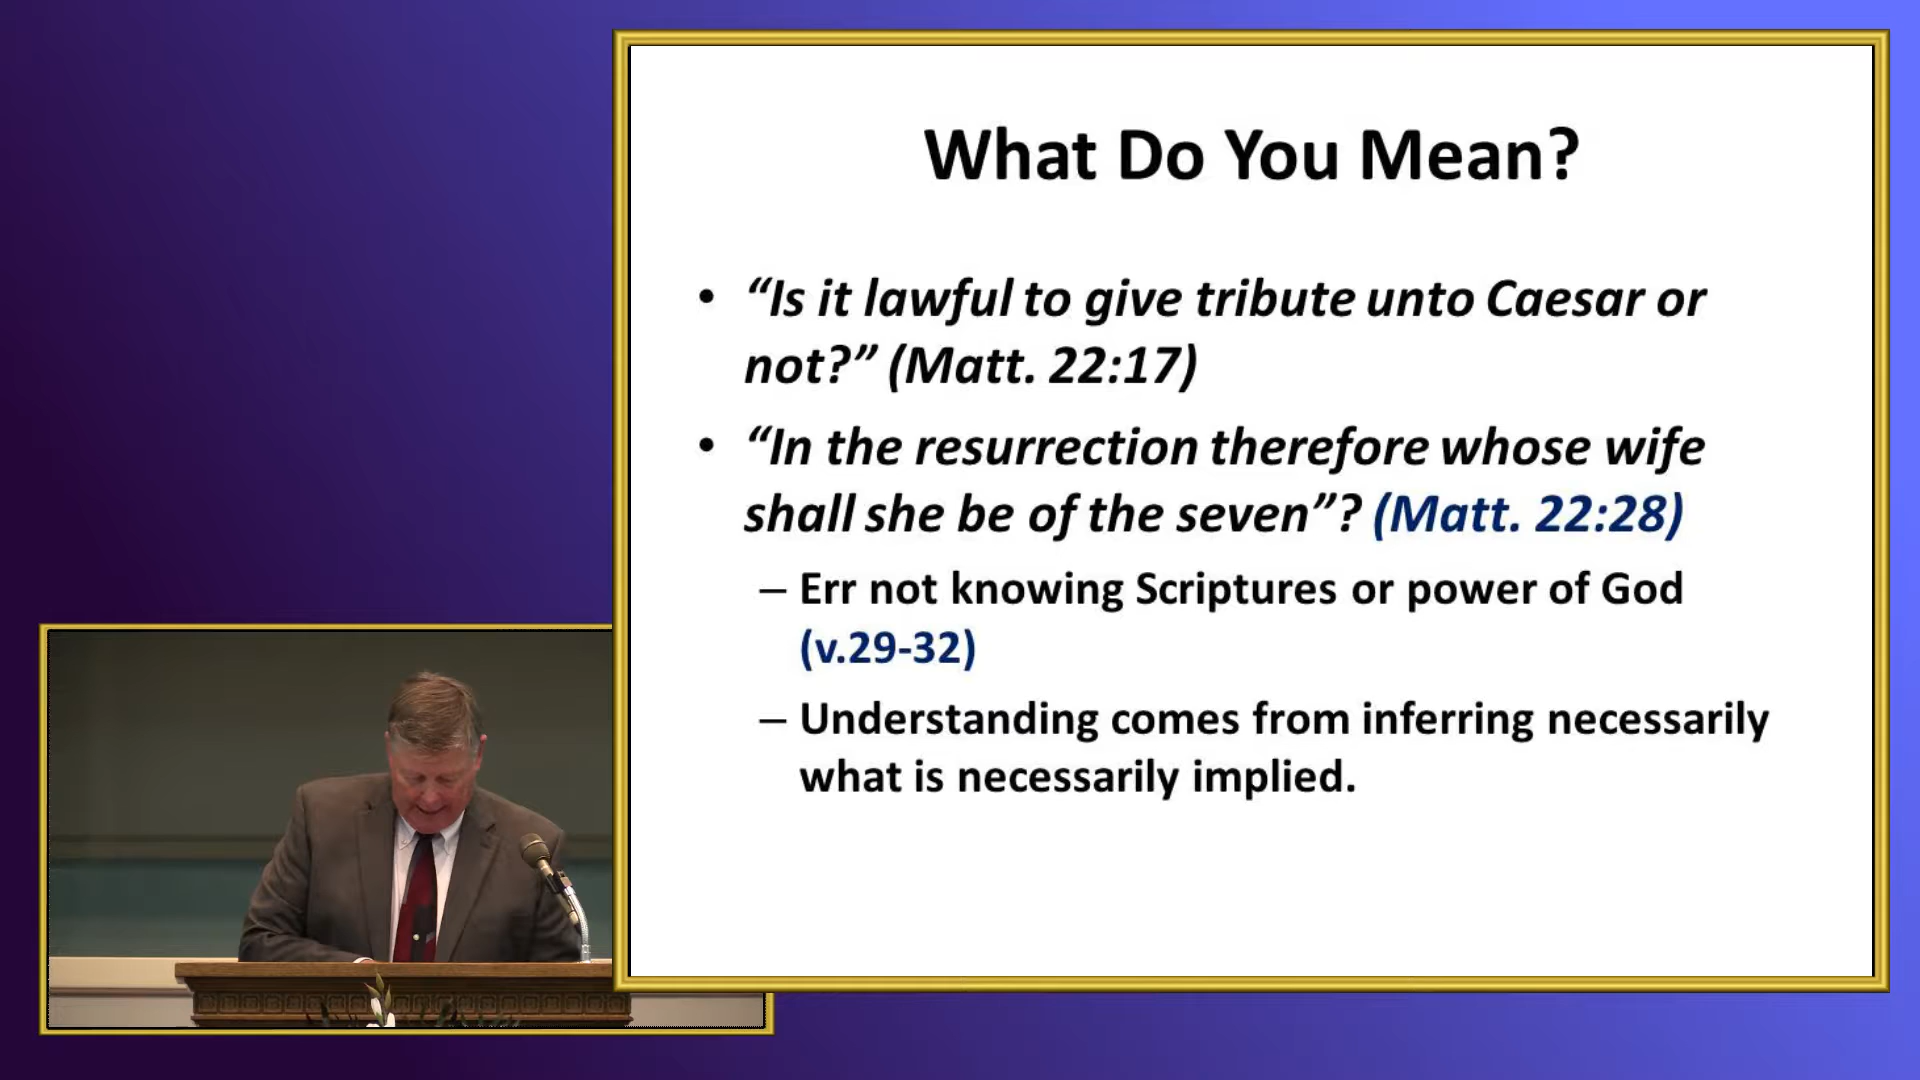 What Do You Mean?
• “Is it lawful to give tribute unto Caesar or
not?” (Matt. 22:17)
• “In the resurrection therefore whose wife
shall she be of the seven”? (Matt. 22:28)
– Err not knowing Scriptures or power of God
(v.29-32)
– Understanding comes from inferring necessarily
what is necessarily implied.